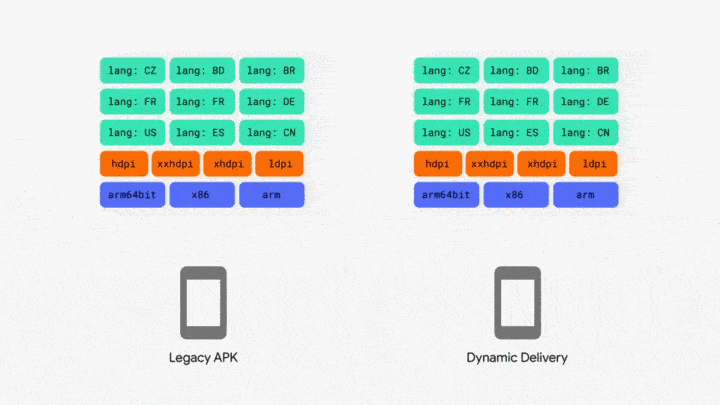 lang: CZ lang: BD lang: BR
lang: FR lang: FR lang: DE
lang: US lang: ES lang: CN
hdpi xxhdpi xhdpi ldpi
arm64bit x86 arm
Legacy APK
lang: CZ lang: BD lang: BR
lang: FR lang: FR lang: DE
lang: US lang: ES lang: CN
hdpi xxhdpi xhdpi ldpi
arm64bit x86 arm
Dynamic Delivery